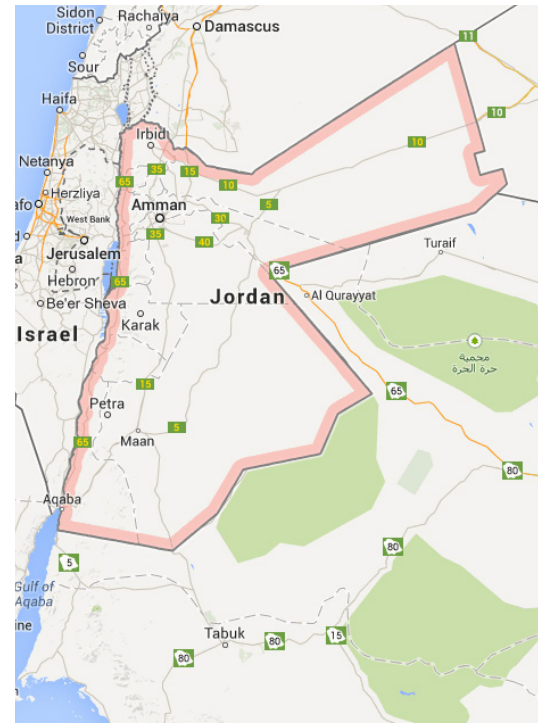 Sidon
District
Rachaiya
Damascus
Sour
11
Haifa
10
Irbid
10
35
15
Netanya
65
10
Herzliya
5
Amman
30
West Bank
35
40
Jerusalem
65
Turaif
Hebron
65
Jordan
Al Qurayyat
Be'er Sheva
Karak
Israel
محمية
حرة الحرة
15
65
Petra
5
Maan
65
80
Aqaba
80
5
Gulf of
Aqaba
15
Tabuk
80
80